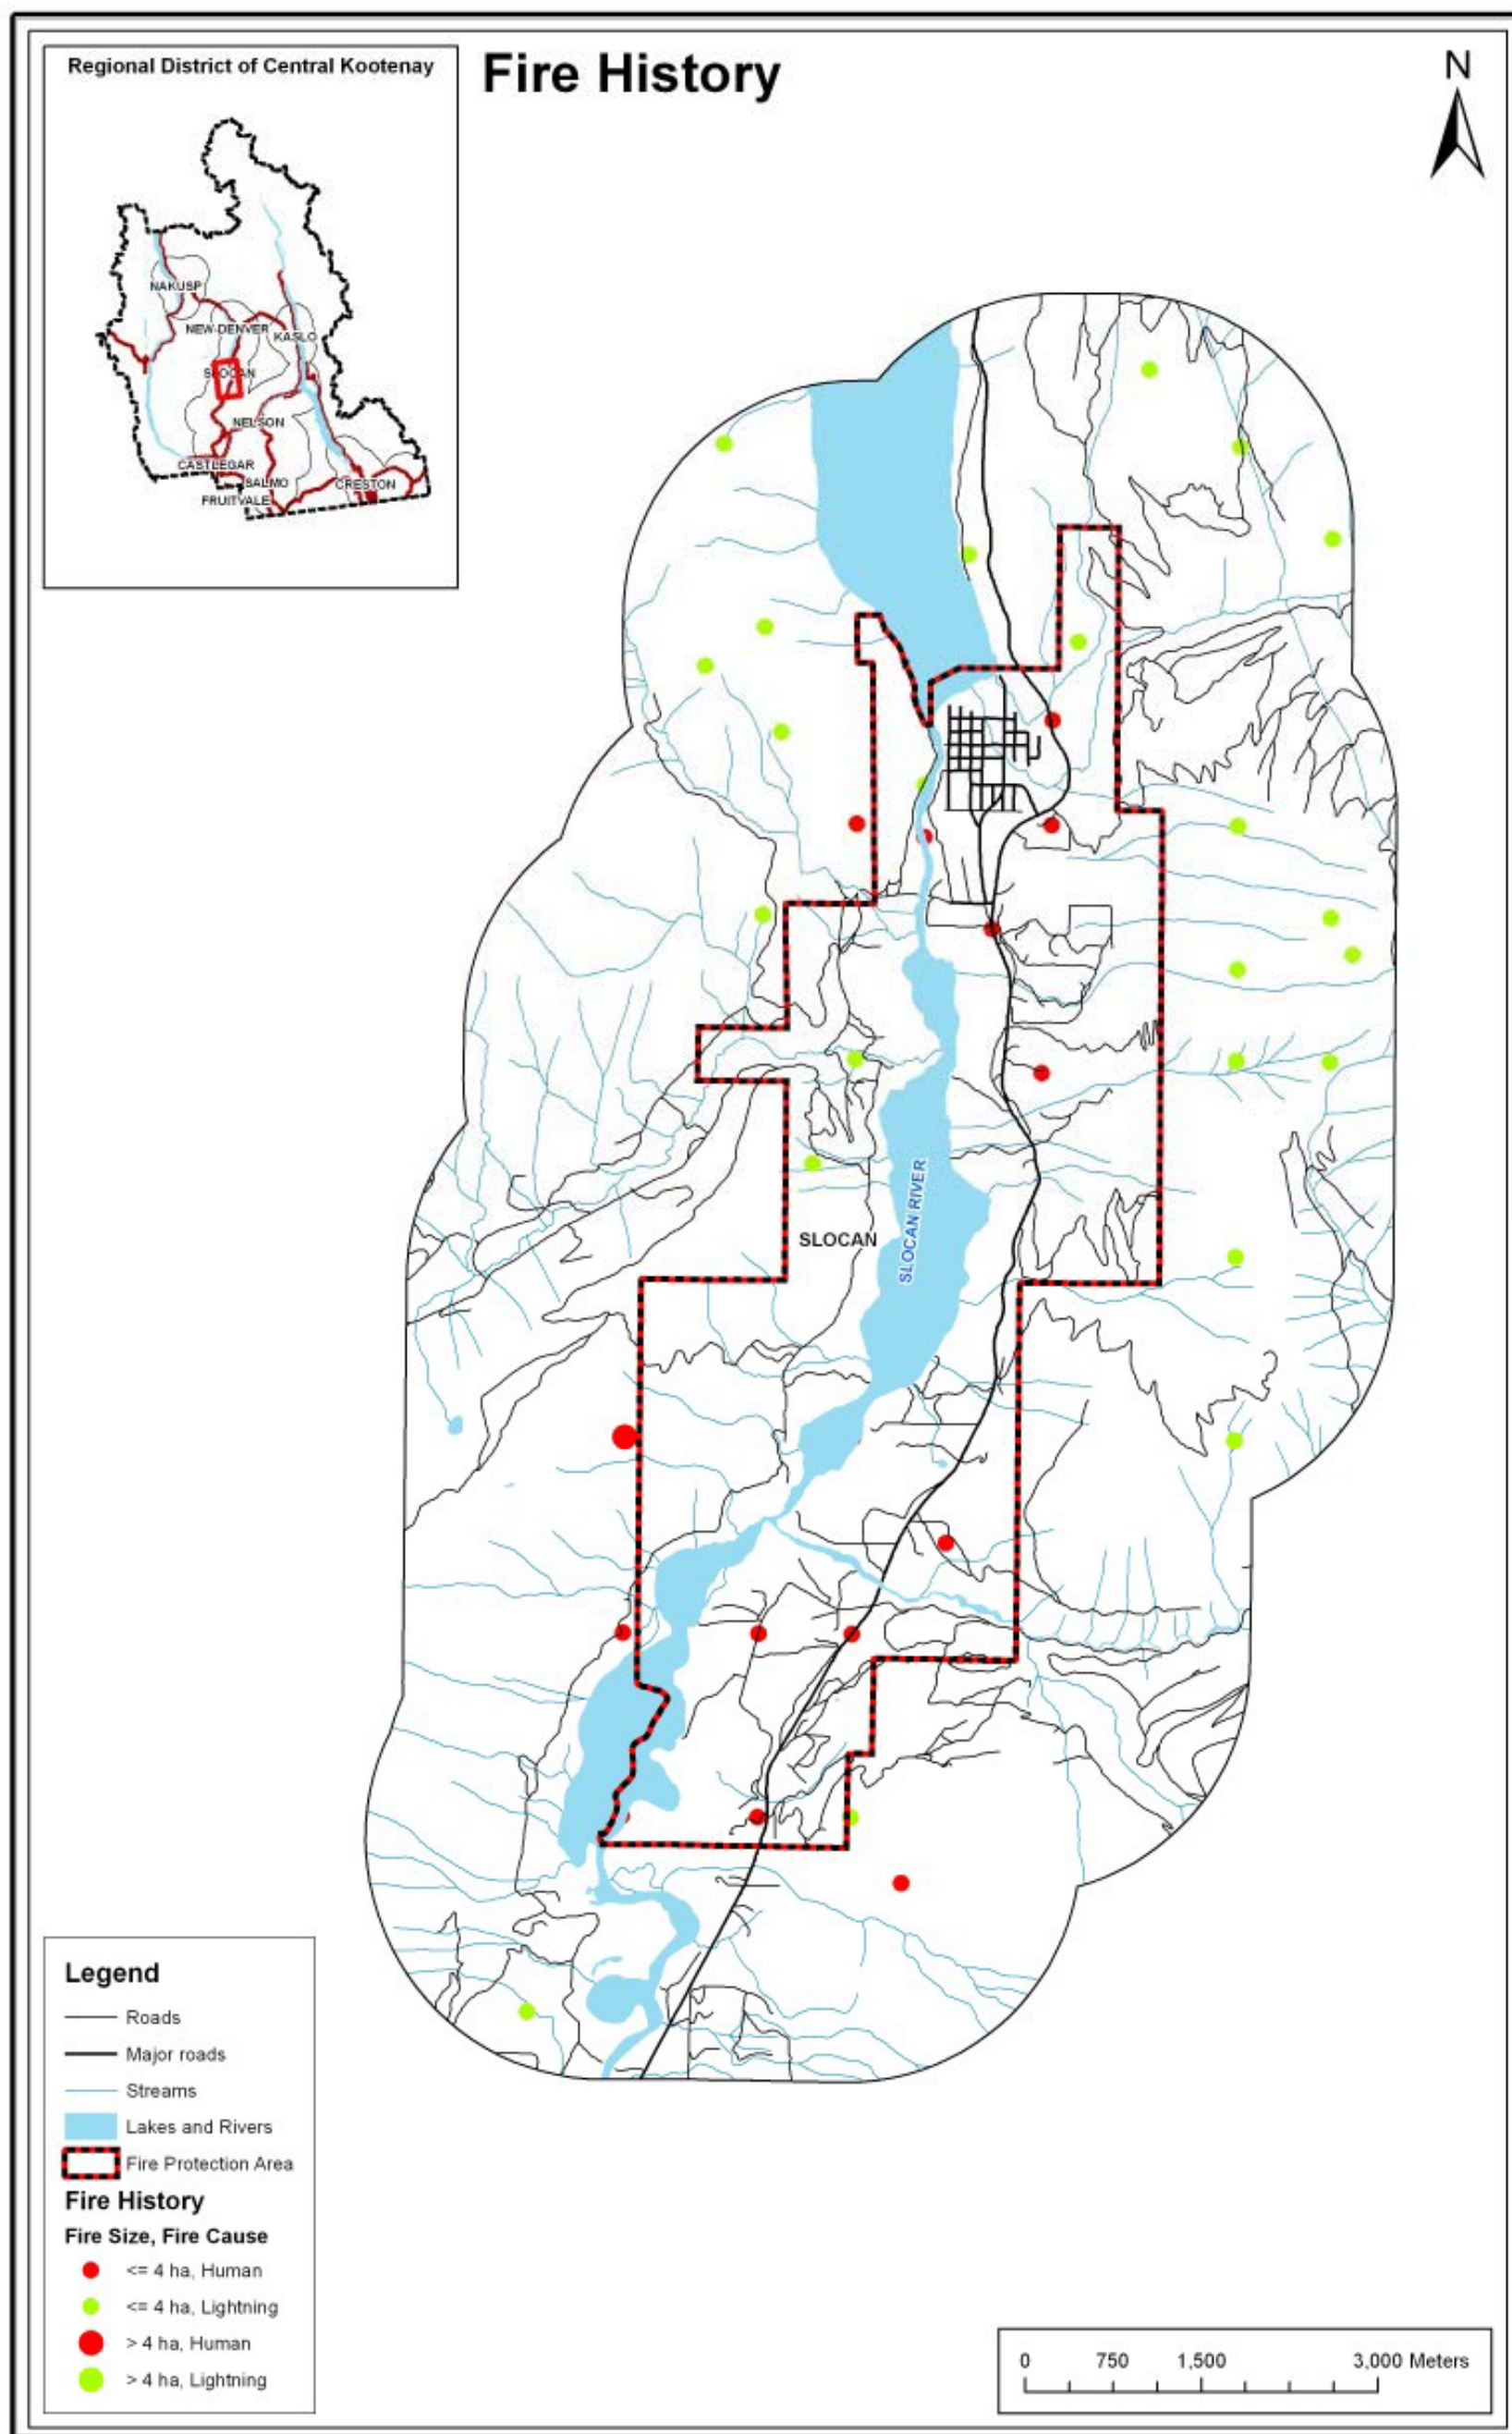 Regional District of Central Kootenay
Fire History
N
NAKUSP
NEW DENVER
KASLO
SLOCAN
NELSON
CASTLEGAR
SALMO
CRESTON
FRUITVALE
SLOCAN RIVER
SLOCAN
Legend
Roads
Major roads
Streams
Lakes and Rivers
Fire Protection Area
Fire History
Fire Size, Fire Cause
<= 4 ha, Human
<= 4 ha, Lightning
> 4 ha, Human
> 4 ha, Lightning
0 750 1,500 3,000 Meters